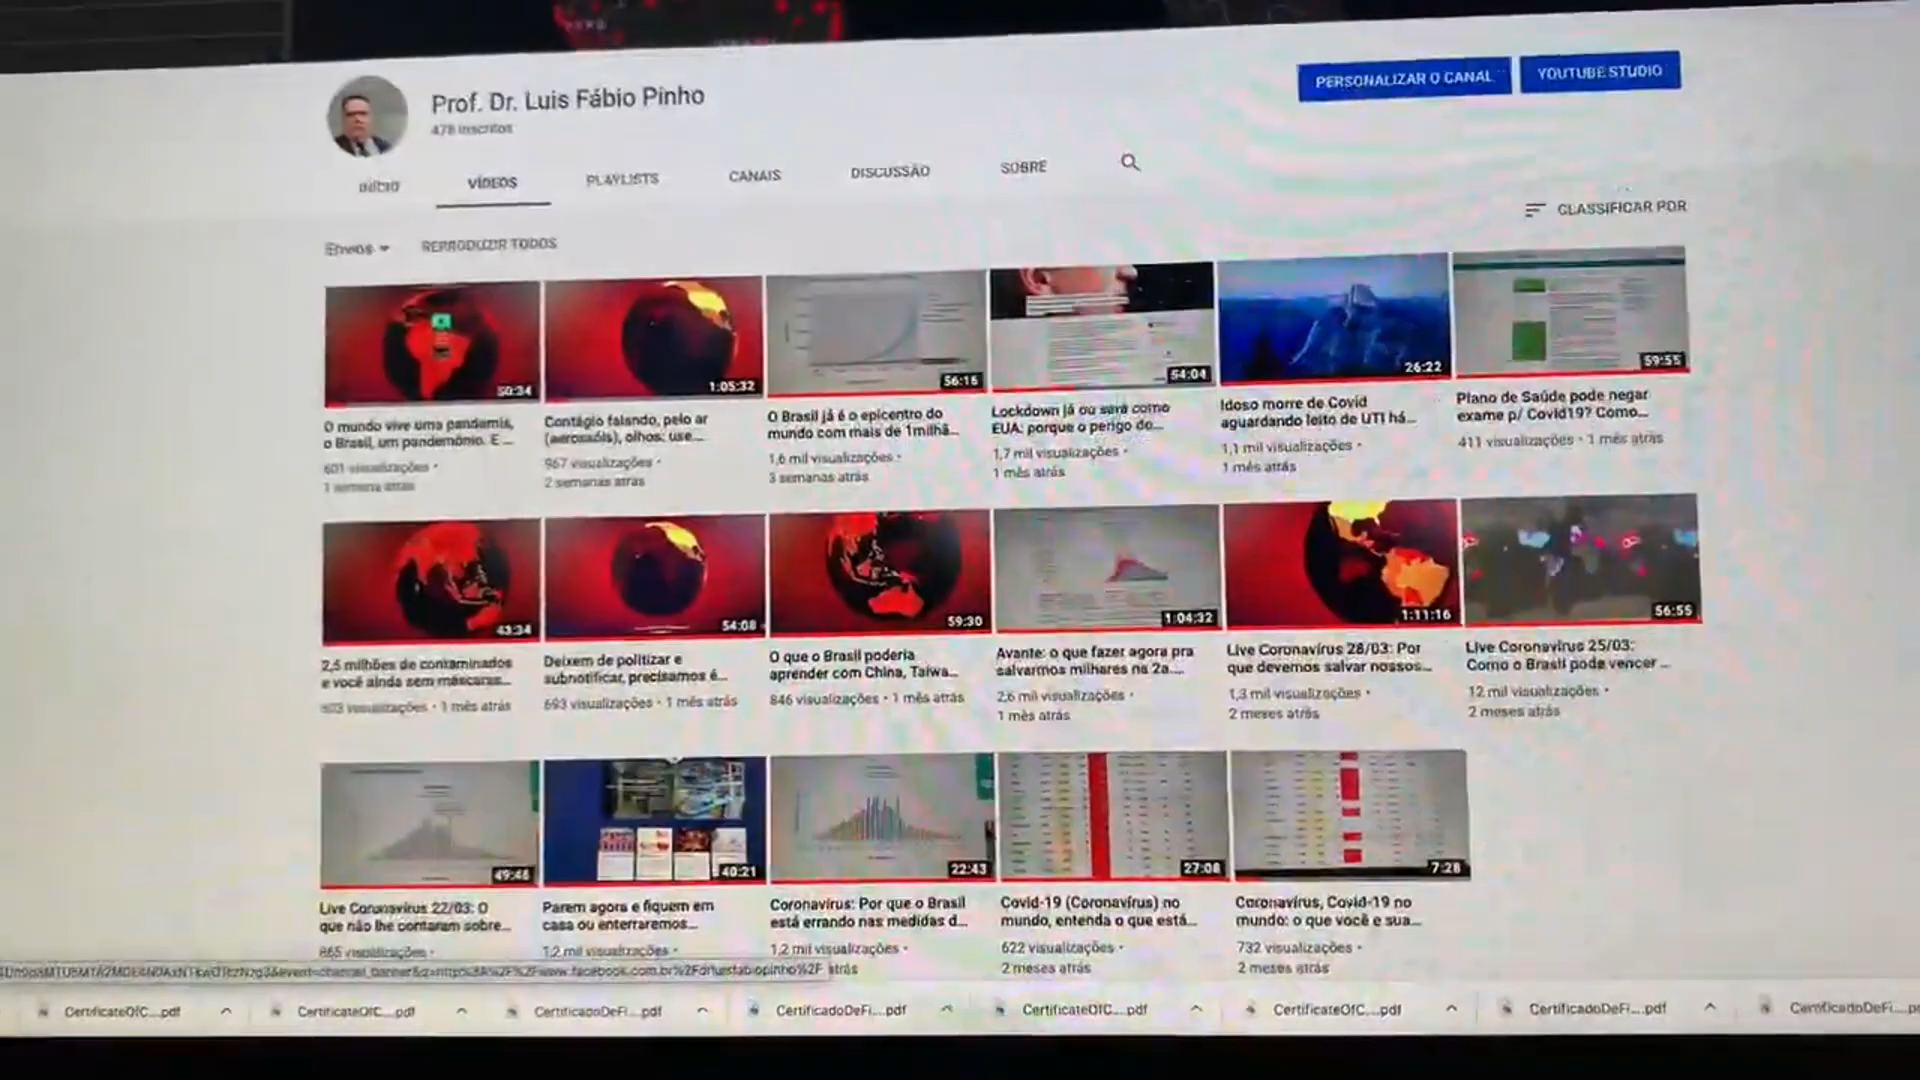 Prof. Dr. Luis Fábio Pinho
478 inscritos
PERSONALIZAR O CANAL
YOUTUBE STUDIO
INÍCIO
VÍDEOS
PLAYLISTS
CANAIS
DISCUSSÃO
SOBRE
CLASSIFICAR POR
Envios
REPRODUZIR TODOS
50:34
1:05:32
56:16
54:04
26:22
59:55
O mundo vive uma pandemia,
o Brasil, um pandemônio. E ...
601 visualizações •
1 semana atrás
Contágio falando, pelo ar
(aerossóis), olhos: use...
967 visualizações •
2 semanas atrás
O Brasil já é o epicentro do
mundo com mais de 1milhã...
1,6 mil visualizações •
3 semanas atrás
Lockdown já ou será como
EUA: porque o perigo do...
1,7 mil visualizações •
1 mês atrás
Idoso morre de Covid
aguardando leito de UTI há...
1,1 mil visualizações •
1 mês atrás
Plano de Saúde pode negar
exame p/ Covid19? Como...
411 visualizações • 1 mês atrás
43:34
54:08
59:30
1:04:32
1:11:16
56:55
2,5 milhões de contaminados
e você ainda sem máscaras...
visualizações • 1 mês atrás
Deixem de politizar e
subnotificar, precisamos é...
693 visualizações • 1 mês atrás
O que o Brasil poderia
aprender com China, Taiwa...
846 visualizações • 1 mês atrás
Avante: o que fazer agora pra
salvarmos milhares na 2a....
2,6 mil visualizações •
1 mês atrás
Live Coronavírus 28/03: Por
que devemos salvar nossos...
1,3 mil visualizações •
2 meses atrás
Live Coronavírus 25/03:
Como o Brasil pode vencer ...
12 mil visualizações •
2 meses atrás
49:46
40:21
22:43
27:08
7:28
Live Coronavírus 22/03: O
que não lhe contaram sobre...
865 visualizações •
Parem agora e fiquem em
casa ou enterraremos...
1,2 mil visualizações •
Coronavírus: Por que o Brasil
está errando nas medidas d...
1,2 mil visualizações •
atrás
Covid-19 (Coronavírus) no
mundo, entenda o que está...
622 visualizações •
2 meses atrás
Coronavírus, Covid-19 no
mundo: o que você e sua...
732 visualizações •
2 meses atrás
CertificateOfC....pdf
CertificateOfC....pdf
CertificadoDeFi....pdf
CertificadoDeFi....pdf
CertificateOfC....pdf
CertificateOfC....pdf
CertificadoDeFi....pdf
CertificadoDeFi....p